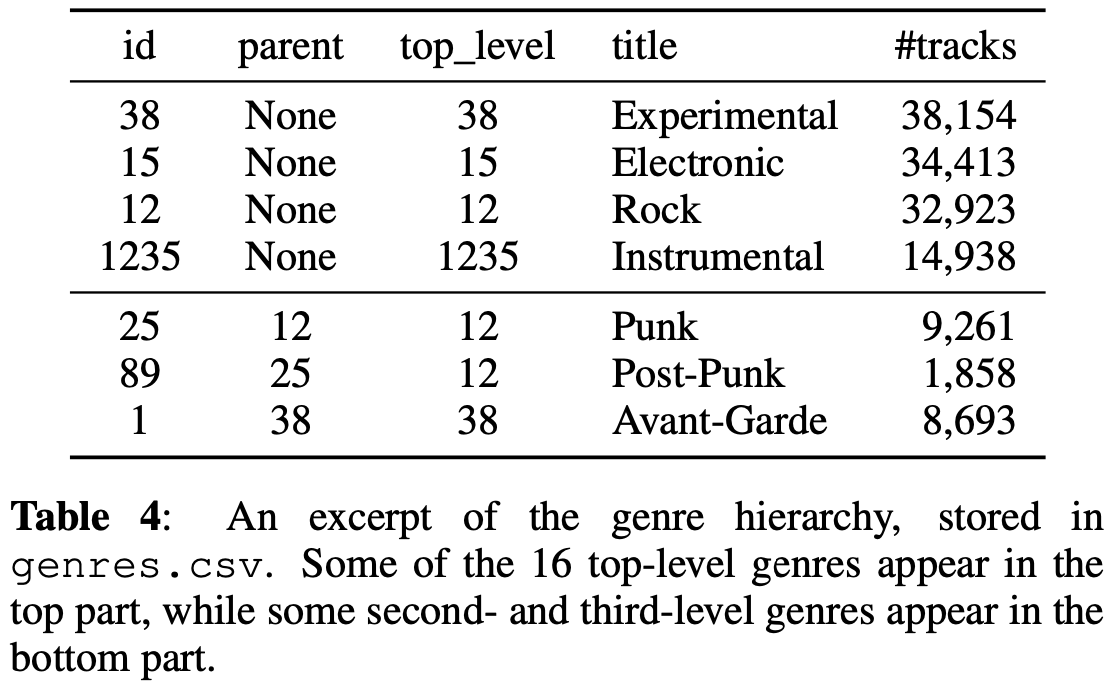 id parent top_level title #tracks
38 None 38 Experimental 38,154
15 None 15 Electronic 34,413
12 None 12 Rock 32,923
1235 None 1235 Instrumental 14,938
25 12 12 Punk 9,261
89 25 12 Post-Punk 1,858
1 38 38 Avant-Garde 8,693
Table 4: An excerpt of the genre hierarchy, stored in
genres.csv. Some of the 16 top-level genres appear in the
top part, while some second- and third-level genres appear in the
bottom part.